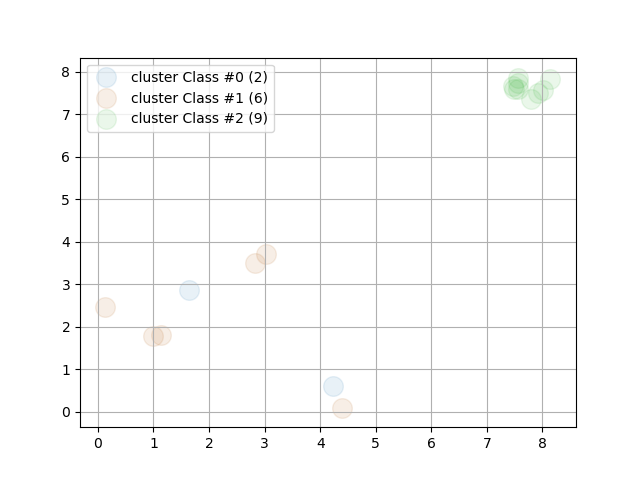 cluster Class #0 (2)
cluster Class #1 (6)
cluster Class #2 (9)
8
7
6
5
4
3
2
1
0
0 1 2 3 4 5 6 7 8